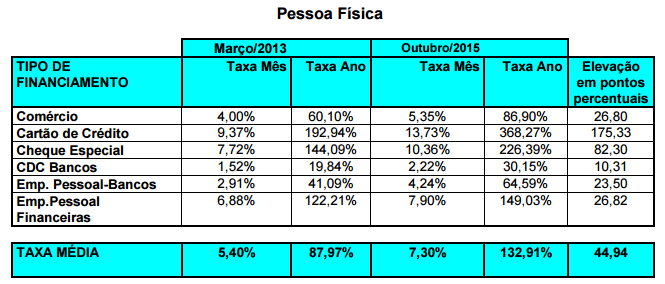 Pessoa Física
Março/2013 Outubro/2015
TIPO DE FINANCIAMENTO Taxa Mês Taxa Ano Taxa Mês Taxa Ano Elevação em pontos percentuais
Comércio 4,00% 60,10% 5,35% 86,90% 26,80
Cartão de Crédito 9,37% 192,94% 13,73% 368,27% 175,33
Cheque Especial 7,72% 144,09% 10,36% 226,39% 82,30
CDC Bancos 1,52% 19,84% 2,22% 30,15% 10,31
Emp. Pessoal-Bancos 2,91% 41,09% 4,24% 64,59% 23,50
Emp.Pessoal Financeiras 6,88% 122,21% 7,90% 149,03% 26,82
TAXA MÉDIA 5,40% 87,97% 7,30% 132,91% 44,94